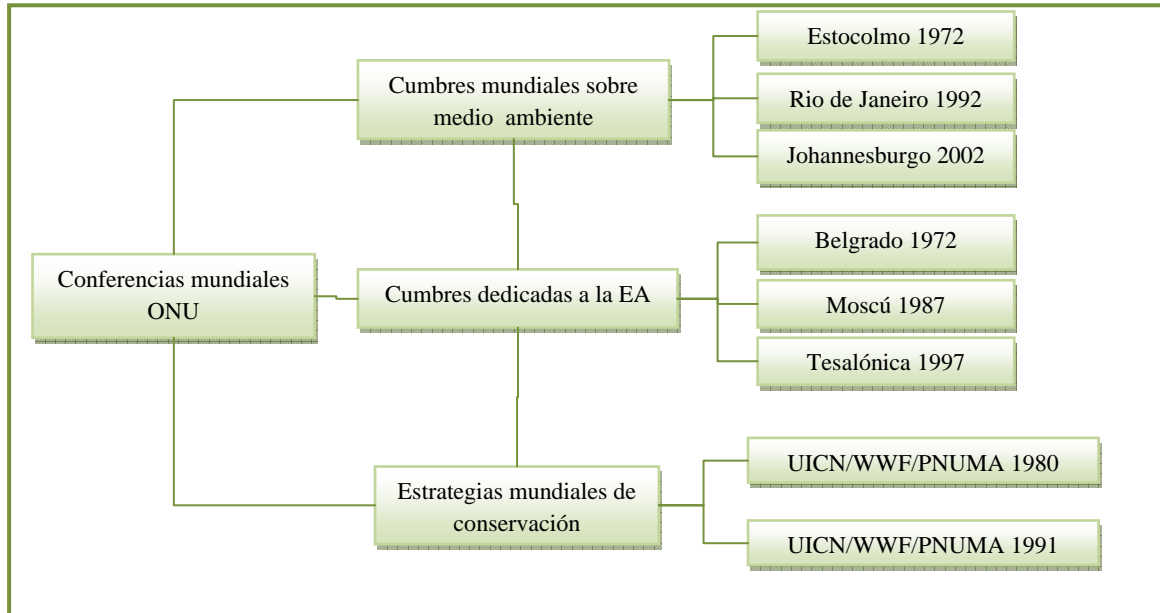 Conferencias mundiales
ONU
Cumbres mundiales sobre
medio ambiente
Estocolmo 1972
Rio de Janeiro 1992
Johannesburgo 2002
Cumbres dedicadas a la EA
Belgrado 1972
Moscú 1987
Tesalónica 1997
Estrategias mundiales de
conservación
UICN/WWF/PNUMA 1980
UICN/WWF/PNUMA 1991